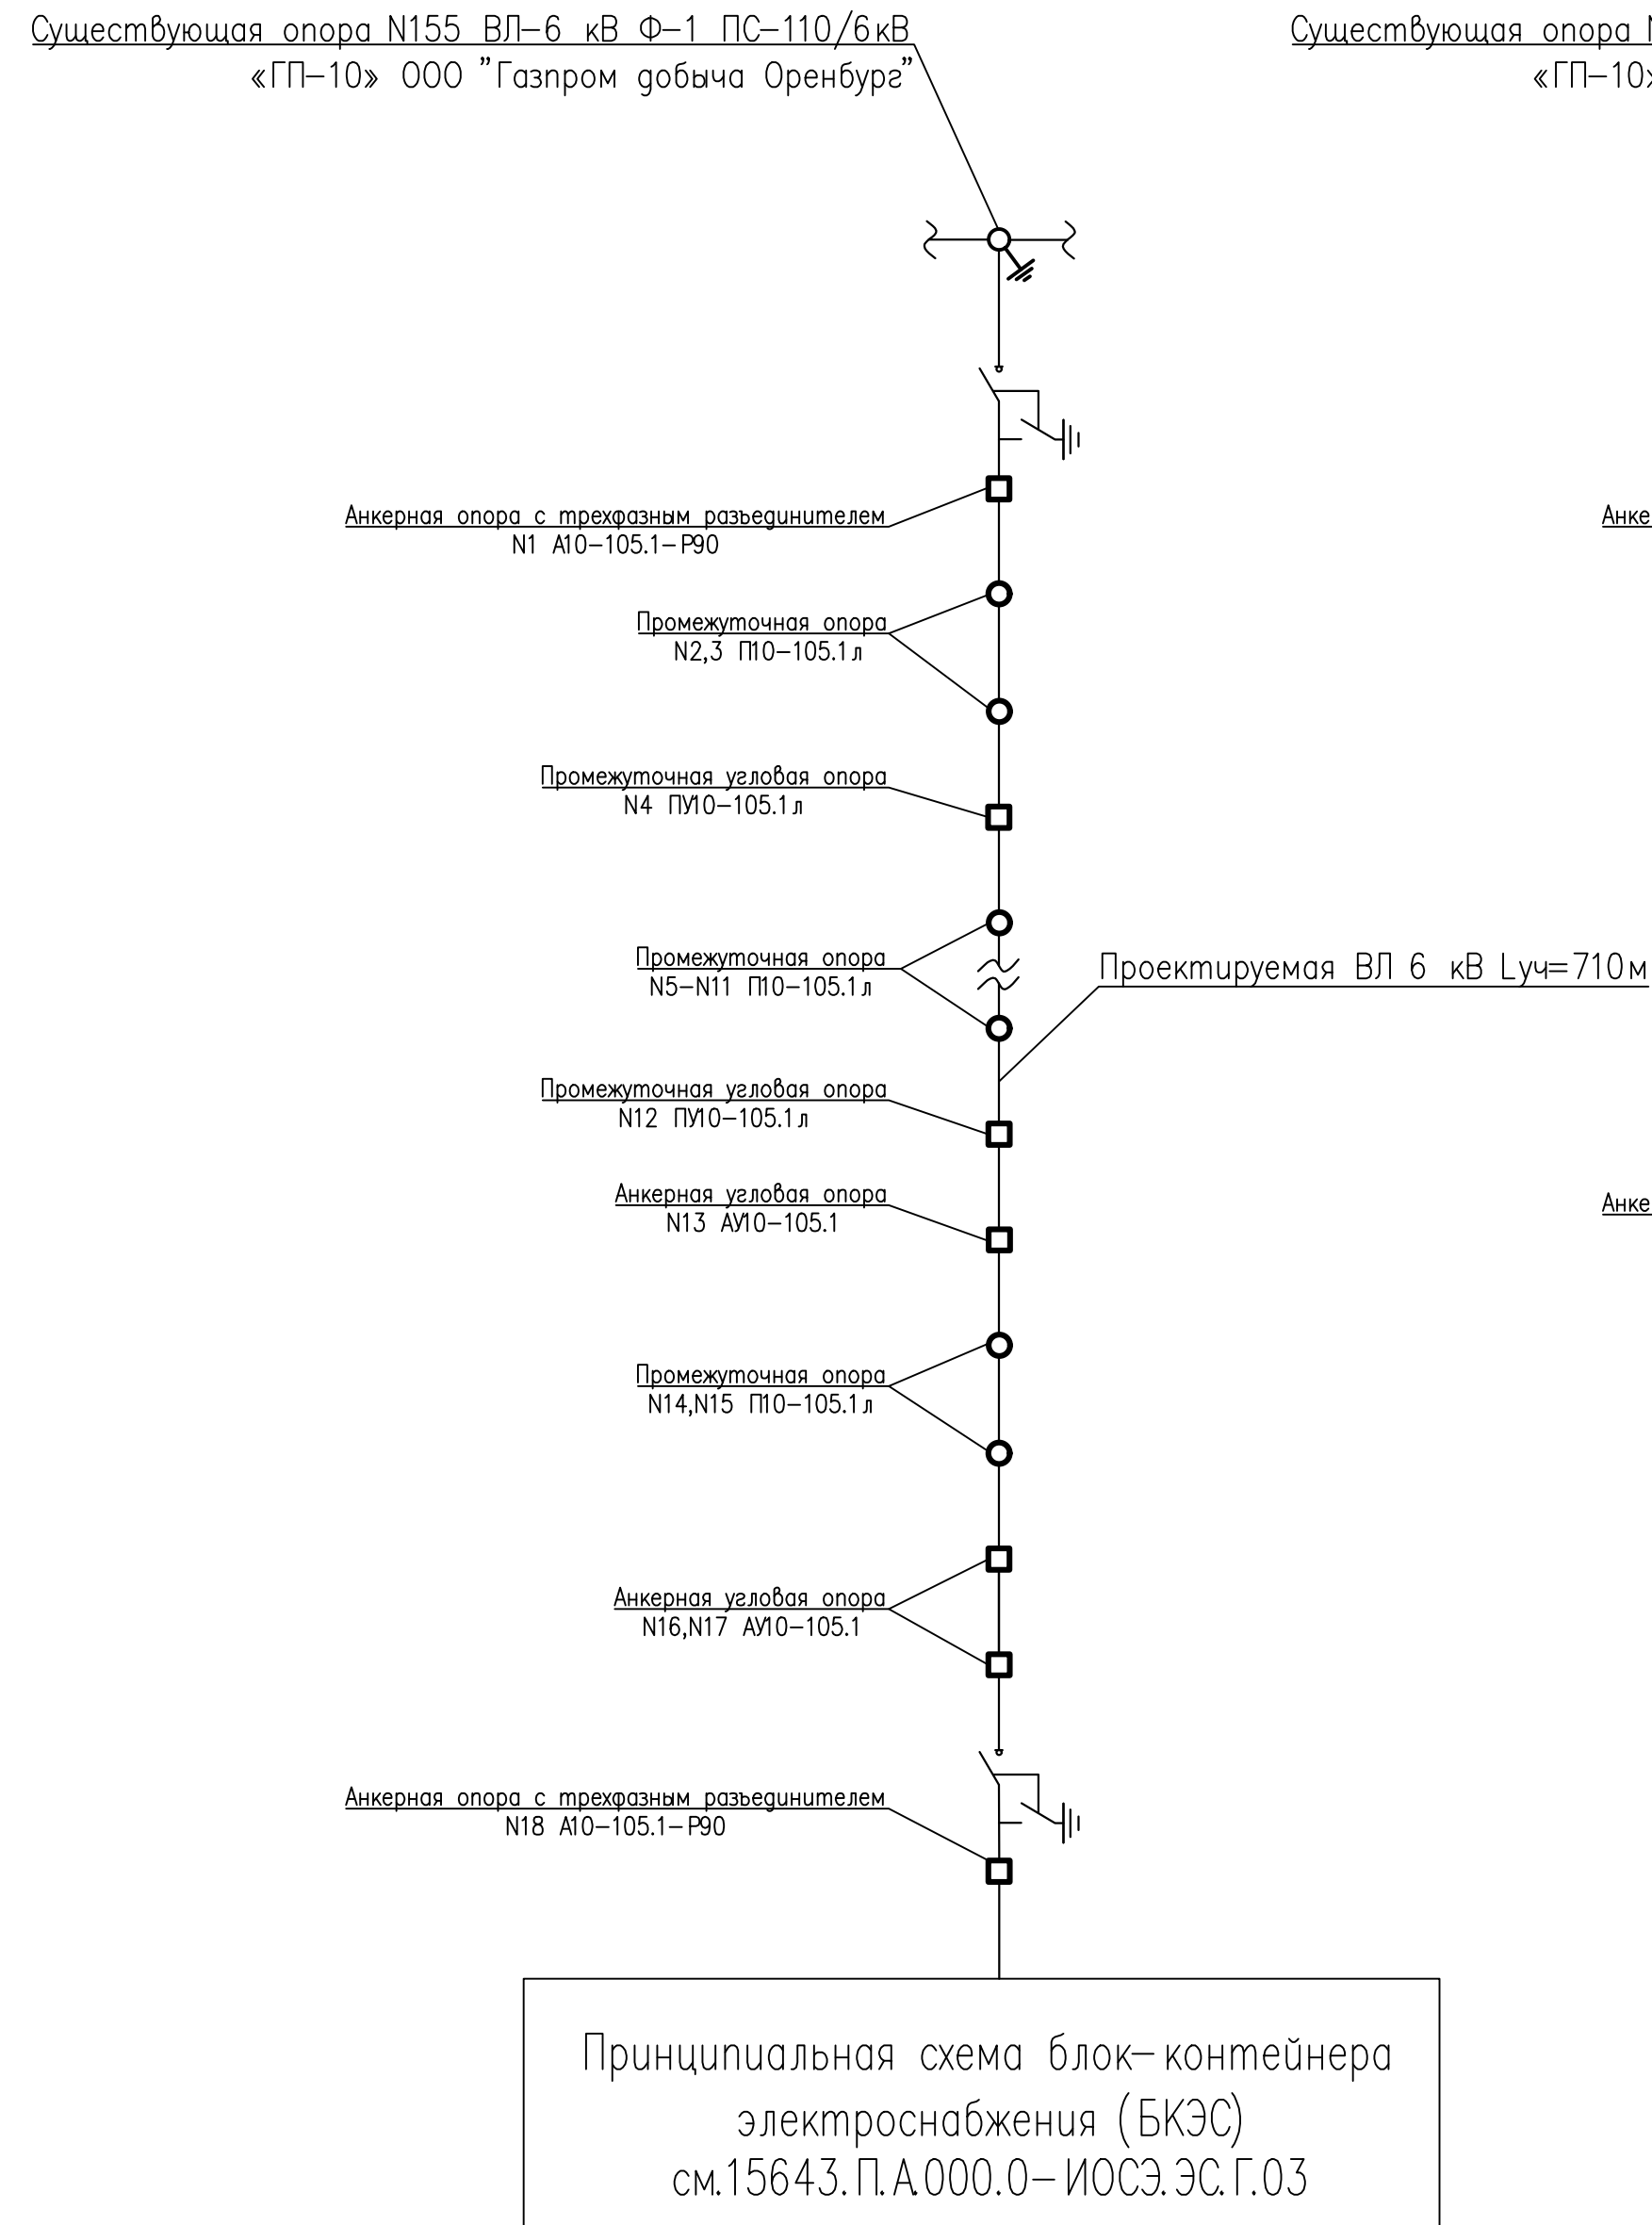 Существующая опора N155 ВЛ-6 кВ Ф-1 ПС-110/6кВ
«ГП-10» ООО "Газпром добыча Оренбург"
Существующая опора
«ГП-10»
Анкерная опора с трехфазным разъединителем
N1 А10-105.1-Р90
Анке
Промежуточная опора
N2,3 П10-105.1л
Промежуточная угловая опора
N4 ПУ10-105.1л
Промежуточная опора
N5-N11 П10-105.1л
Проектируемая ВЛ 6 кВ Lуч=710м
Промежуточная угловая опора
N12 ПУ10-105.1л
Анкерная угловая опора
N13 АУ10-105.1
Анке
Промежуточная опора
N14,N15 П10-105.1л
Анкерная угловая опора
N16,N17 АУ10-105.1
Анкерная опора с трехфазным разъединителем
N18 А10-105.1-Р90
Принципиальная схема блок-контейнера
электроснабжения (БКЭС)
см.15643.П.А.000.0-ИОСЭ.ЭС.Г.03